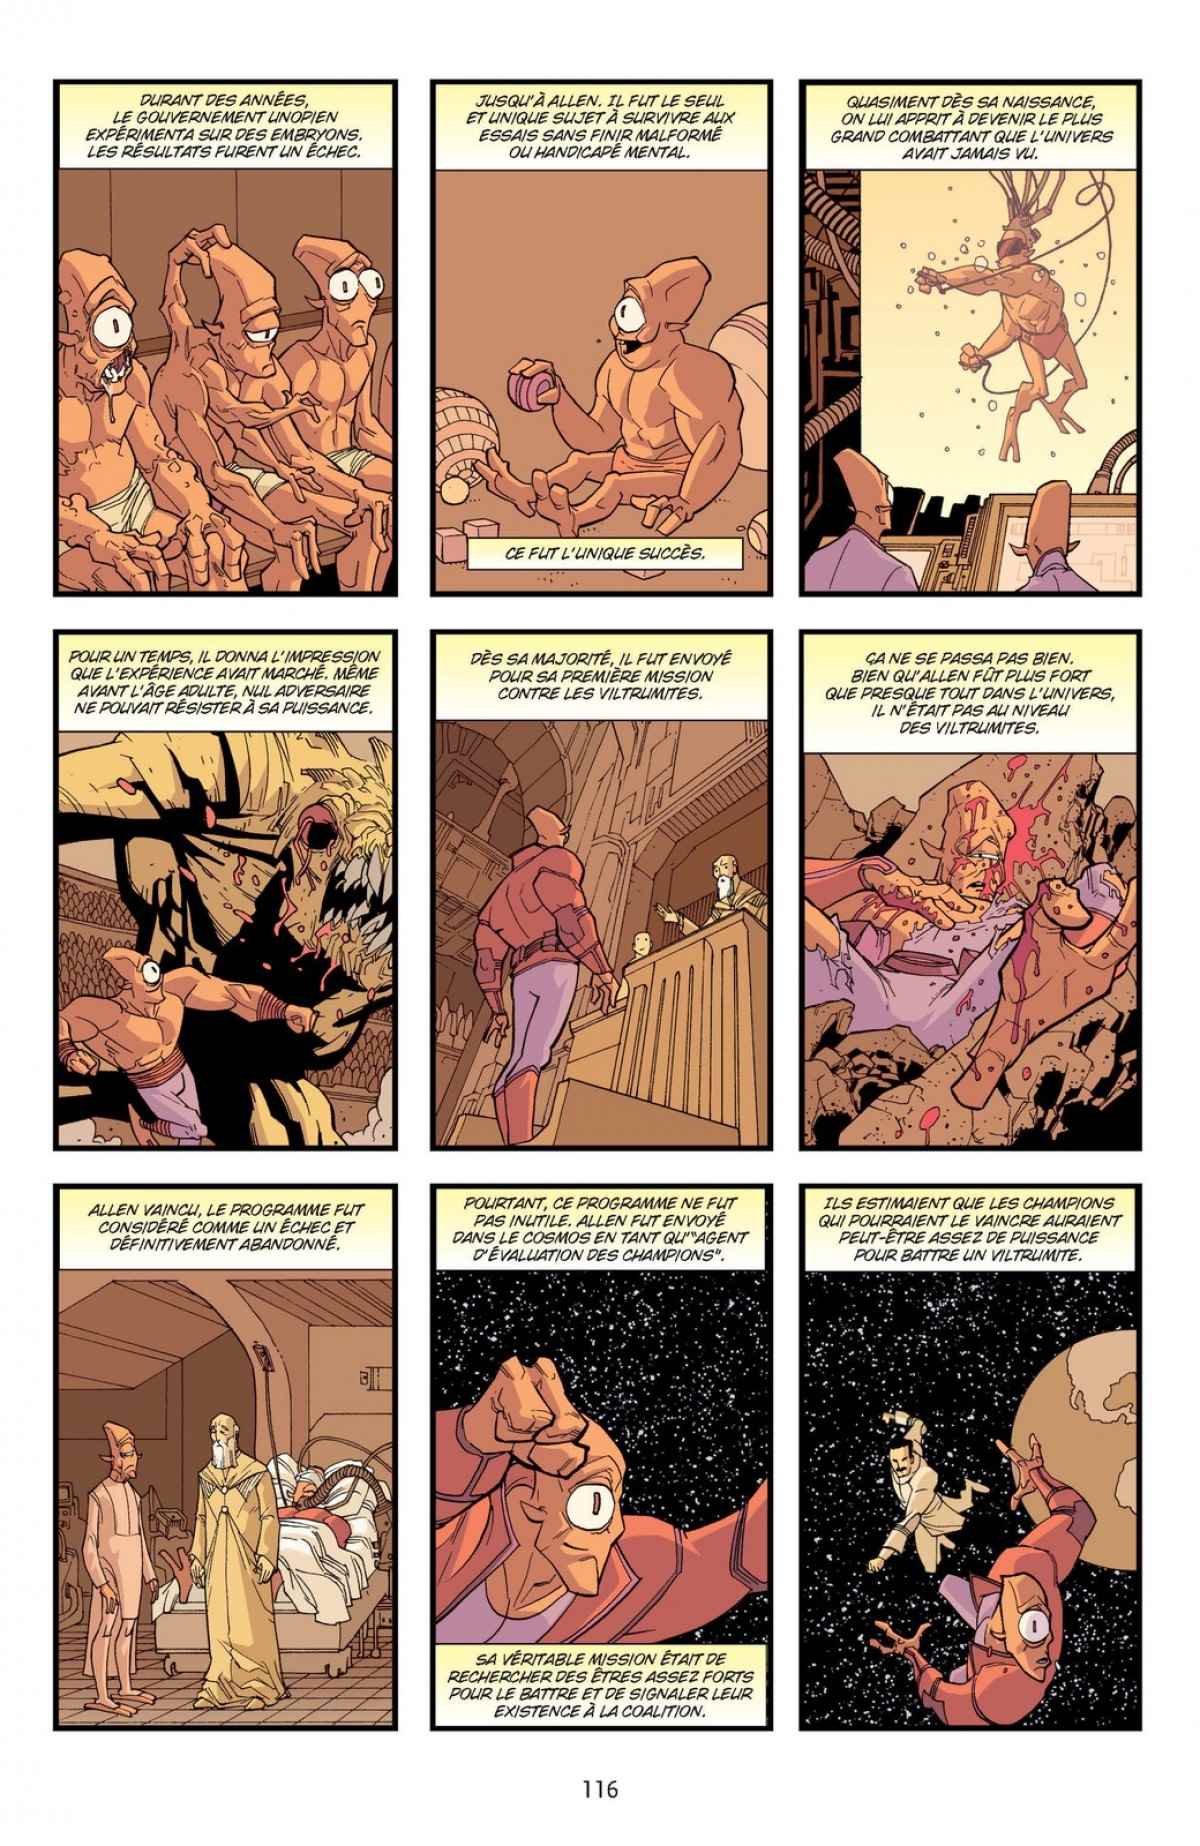 DURANT DES ANNÉES,
LE GOUVERNEMENT UNOPIEN
EXPÉRIMENTA SUR DES EMBRYONS.
LES RÉSULTATS FURENT UN ÉCHEC.
JUSQU'À ALLEN. IL FUT LE SEUL
ET UNIQUE SUJET À SURVIVRE AUX
ESSAIS SANS FINIR MALFORMÉ
OU HANDICAPÉ MENTAL.
CE FUT L'UNIQUE SUCCÈS.
QUASIMENT DÈS SA NAISSANCE,
ON LUI APPRIT À DEVENIR LE PLUS
GRAND COMBATTANT QUE L'UNIVERS
AVAIT JAMAIS VU.
POUR UN TEMPS, IL DONNA L'IMPRESSION
QUE L'EXPÉRIENCE AVAIT MARCHÉ. MÊME
AVANT L'ÂGE ADULTE, NUL ADVERSAIRE
NE POUVAIT RÉSISTER À SA PUISSANCE.
DÈS SA MAJORITÉ, IL FUT ENVOYÉ
POUR SA PREMIÈRE MISSION
CONTRE LES VILTRUMITES.
ÇA NE SE PASSA PAS BIEN.
BIEN QU'ALLEN FÛT PLUS FORT
QUE PRESQUE TOUT DANS L'UNIVERS,
IL N'ÉTAIT PAS AU NIVEAU
DES VILTRUMITES.
ALLEN VAINCU, LE PROGRAMME FUT
CONSIDÉRÉ COMME UN ÉCHEC ET
DÉFINITIVEMENT ABANDONNÉ.
POURTANT, CE PROGRAMME NE FUT
PAS INUTILE. ALLEN FUT ENVOYÉ
DANS LE COSMOS EN TANT QU'"AGENT
D'ÉVALUATION DES CHAMPIONS".
SA VÉRITABLE MISSION ÉTAIT DE
RECHERCHER DES ÊTRES ASSEZ FORTS
POUR LE BATTRE ET DE SIGNALER LEUR
EXISTENCE À LA COALITION.
ILS ESTIMAIENT QUE LES CHAMPIONS
QUI POURRAIENT LE VAINCRE AURAIENT
PEUT-ÊTRE ASSEZ DE PUISSANCE
POUR BATTRE UN VILTRUMITE.
116